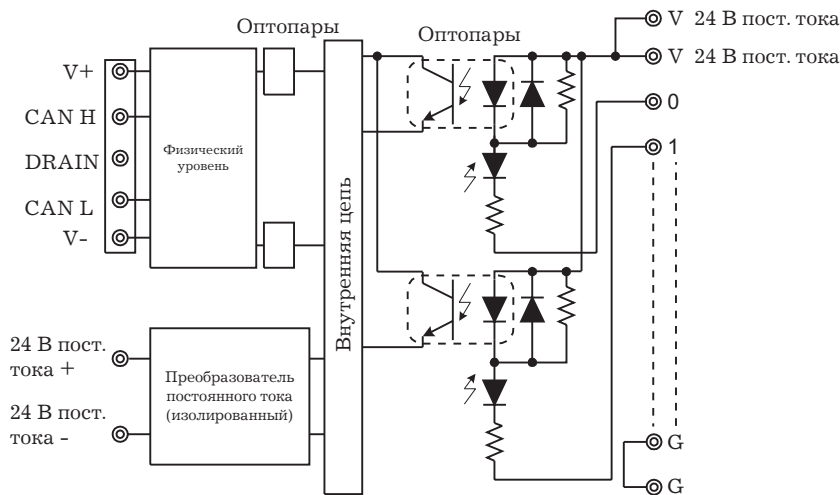 Оптопары
Оптопары
V 24 В пост. тока
V 24 В пост. тока
V+
CAN H
DRAIN
CAN L
V-
Физический
уровень
0
1
Внутренняя цепь
24 В пост.
тока +
24 В пост.
тока -
Преобразователь
постоянного тока
(изолированный)
G
G